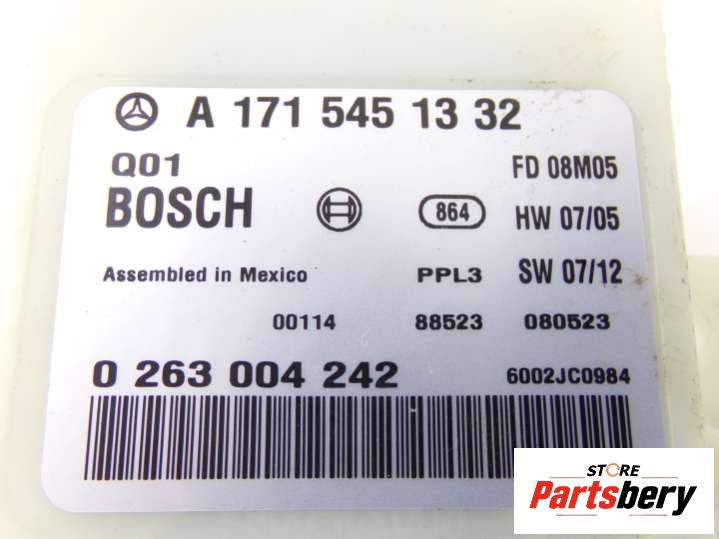 A 171 545 13 32
Q01
FD 08M05
BOSCH
864
HW 07/05
Assembled in Mexico
PPL3
SW 07/12
00114
88523
080523
0 263 004 242
6002JC0984
STORE
Partsbery